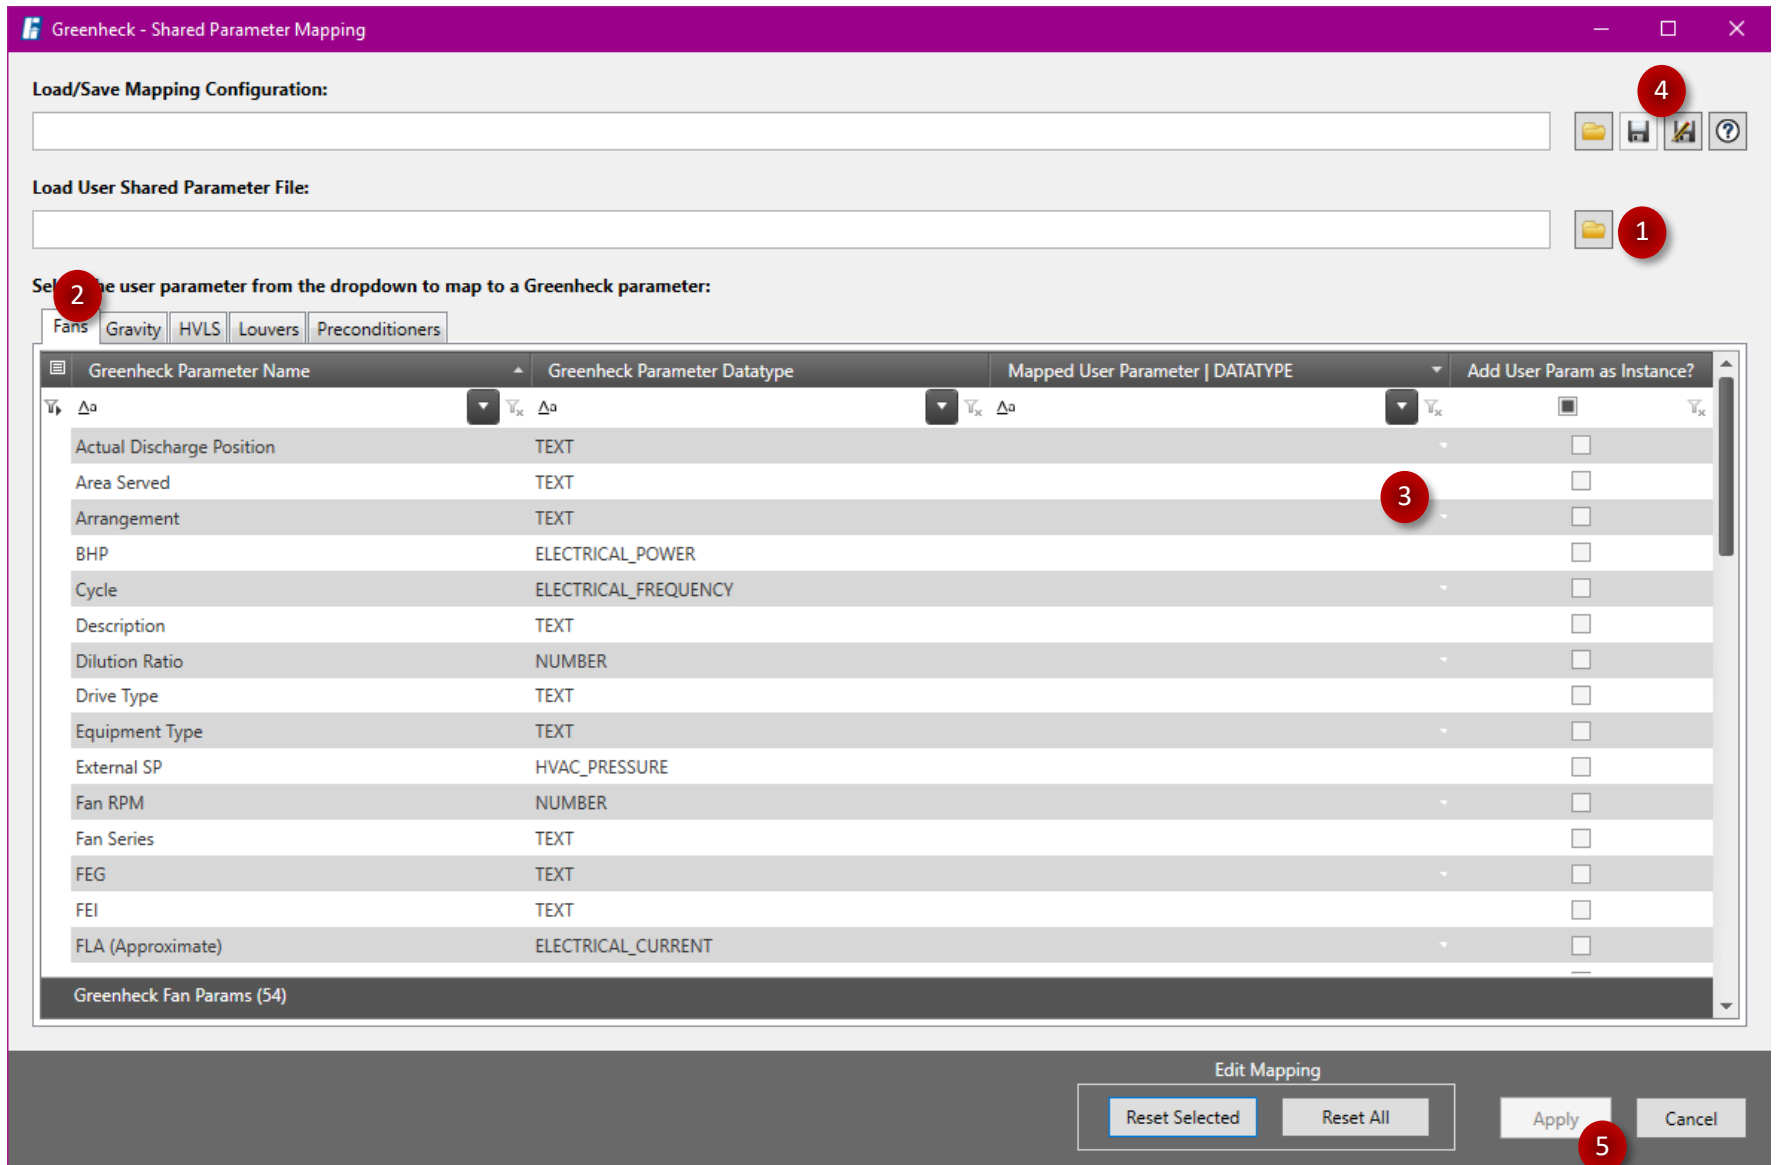 Greenheck - Shared Parameter Mapping
Load/Save Mapping Configuration:
4
Load User Shared Parameter File:
1
2
user parameter from the dropdown to map to a Greenheck parameter:
Fans Gravity HVLS Louvers Preconditioners
Greenheck Parameter Name Greenheck Parameter Datatype Mapped User Parameter | DATATYPE Add User Param as Instance?
Aa Aa Aa
Actual Discharge Position TEXT
Area Served TEXT
3
Arrangement TEXT
BHP ELECTRICAL_POWER
Cycle ELECTRICAL_FREQUENCY
Description TEXT
Dilution Ratio NUMBER
Drive Type TEXT
Equipment Type TEXT
External SP HVAC_PRESSURE
Fan RPM NUMBER
Fan Series TEXT
FEG TEXT
FEI TEXT
FLA (Approximate) ELECTRICAL_CURRENT
Greenheck Fan Params (54)
Edit Mapping
Reset Selected Reset All Apply Cancel
5